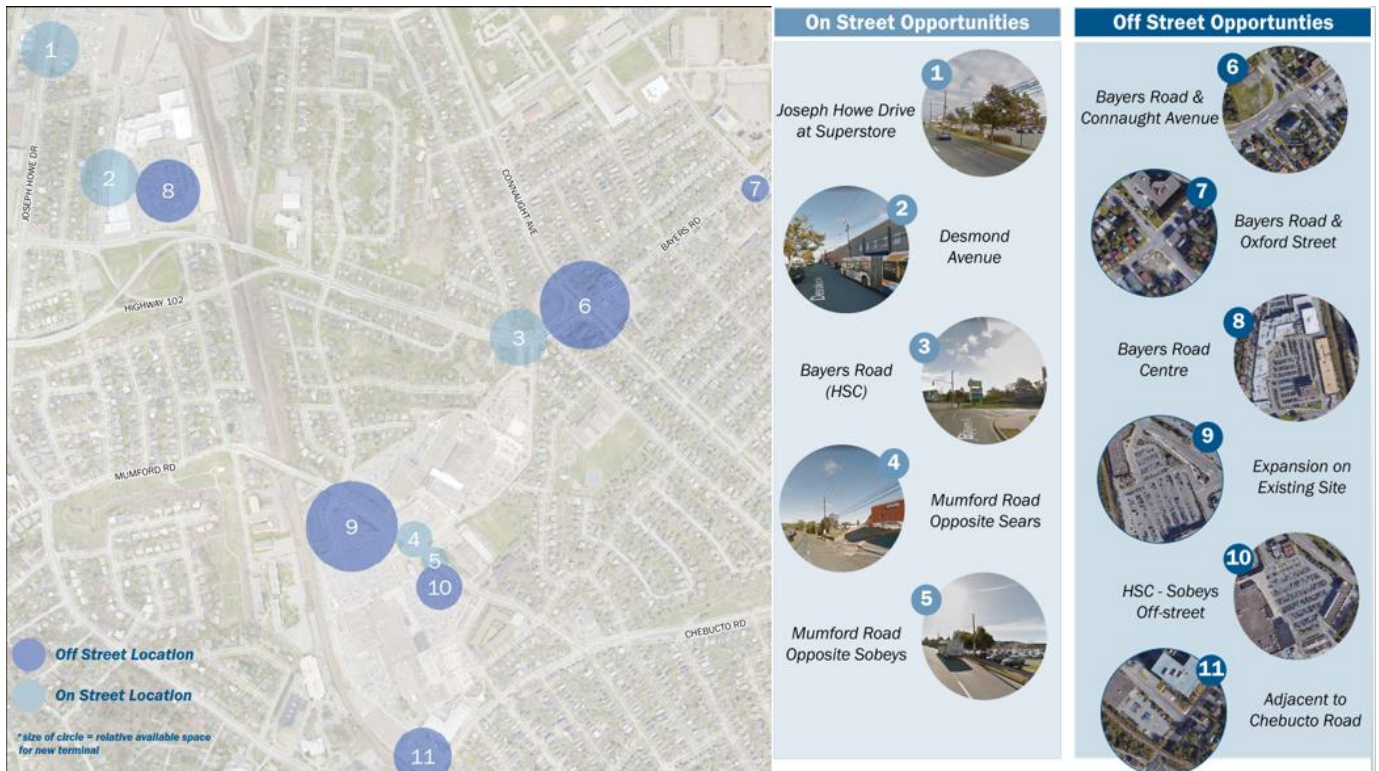 1
2
8
7
6
3
9
4
5
10
11
JOSEPH HOWE DR
CONNAUGHT AVE
BAYERS RD
HIGHWAY 102
MUMFORD RD
CHEBUCTO RD
Off Street Location
On Street Location
*size of circle = relative available space
for new terminal
On Street Opportunities
1
Joseph Howe Drive
at Superstore
2
Desmond
Avenue
3
Bayers Road
(HSC)
4
Mumford Road
Opposite Sears
5
Mumford Road
Opposite Sobeys
Off Street Opportunties
6
Bayers Road &
Connaught Avenue
7
Bayers Road &
Oxford Street
8
Bayers Road
Centre
9
Expansion on
Existing Site
10
HSC - Sobeys
Off-street
11
Adjacent to
Chebucto Road